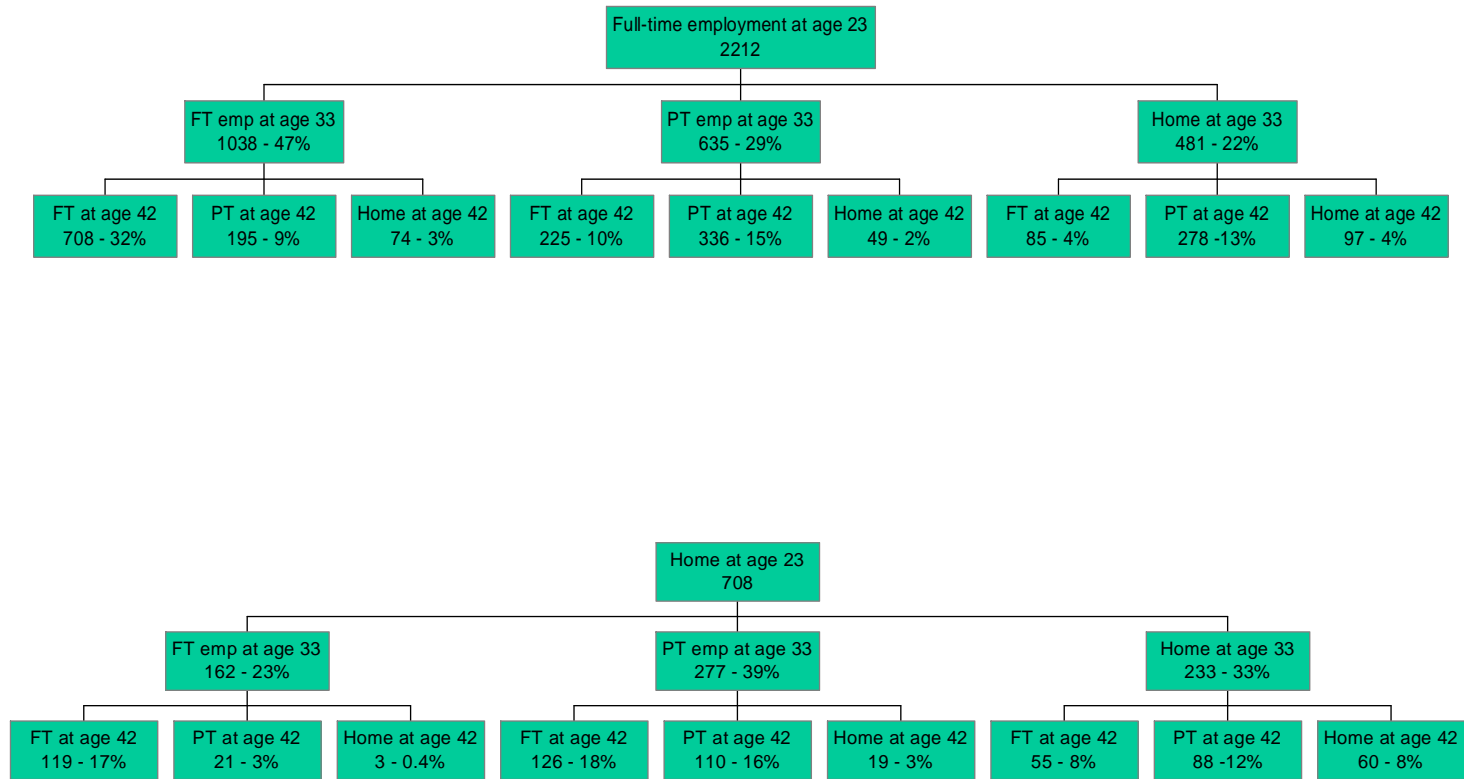 Full-time employment at age 23
2212
FT emp at age 33
1038 - 47%
PT emp at age 33
635 - 29%
Home at age 33
481 - 22%
FT at age 42
708 - 32%
PT at age 42
195 - 9%
Home at age 42
74 - 3%
FT at age 42
225 - 10%
PT at age 42
336 - 15%
Home at age 42
49 - 2%
FT at age 42
85 - 4%
PT at age 42
278 -13%
Home at age 42
97 - 4%
Home at age 23
708
FT emp at age 33
162 - 23%
PT emp at age 33
277 - 39%
Home at age 33
233 - 33%
FT at age 42
119 - 17%
PT at age 42
21 - 3%
Home at age 42
3 - 0.4%
FT at age 42
126 - 18%
PT at age 42
110 - 16%
Home at age 42
19 - 3%
FT at age 42
55 - 8%
PT at age 42
88 -12%
Home at age 42
60 - 8%